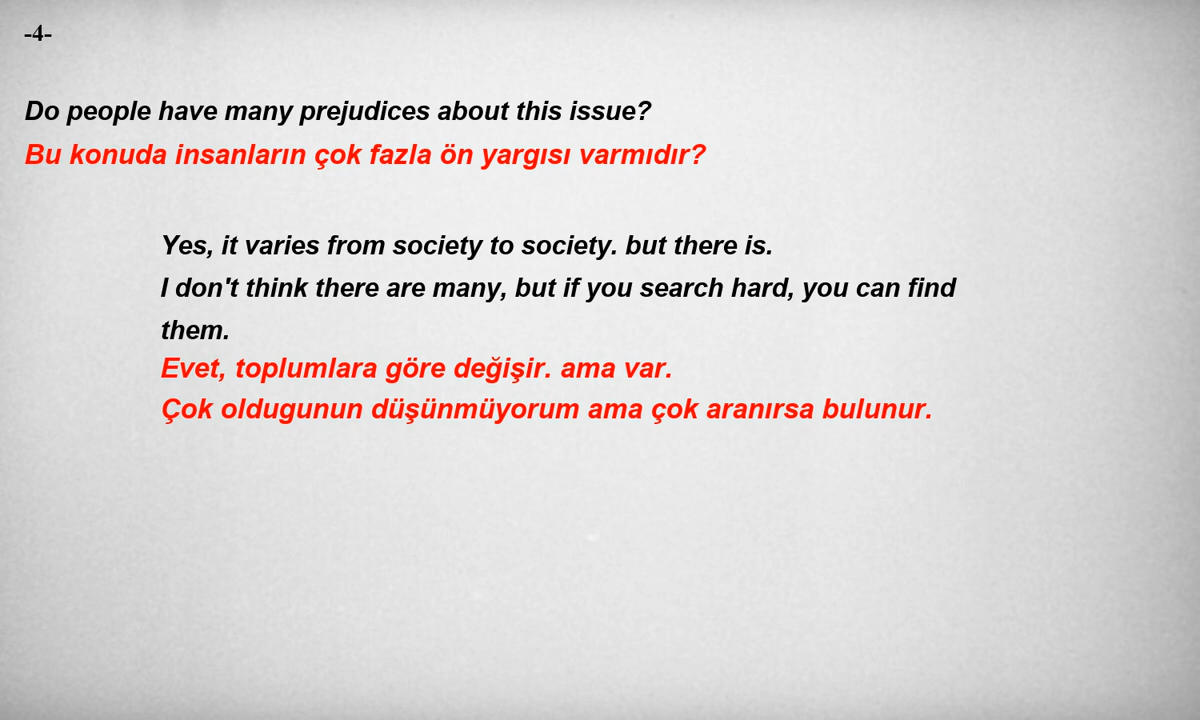 -4-
Do people have many prejudices about this issue?
Bu konuda insanların çok fazla ön yargısı varmıdır?
Yes, it varies from society to society. but there is.
I don't think there are many, but if you search hard, you can find
them.
Evet, toplumlara göre değişir. ama var.
Çok oldugunun düşünmüyorum ama çok aranırsa bulunur.